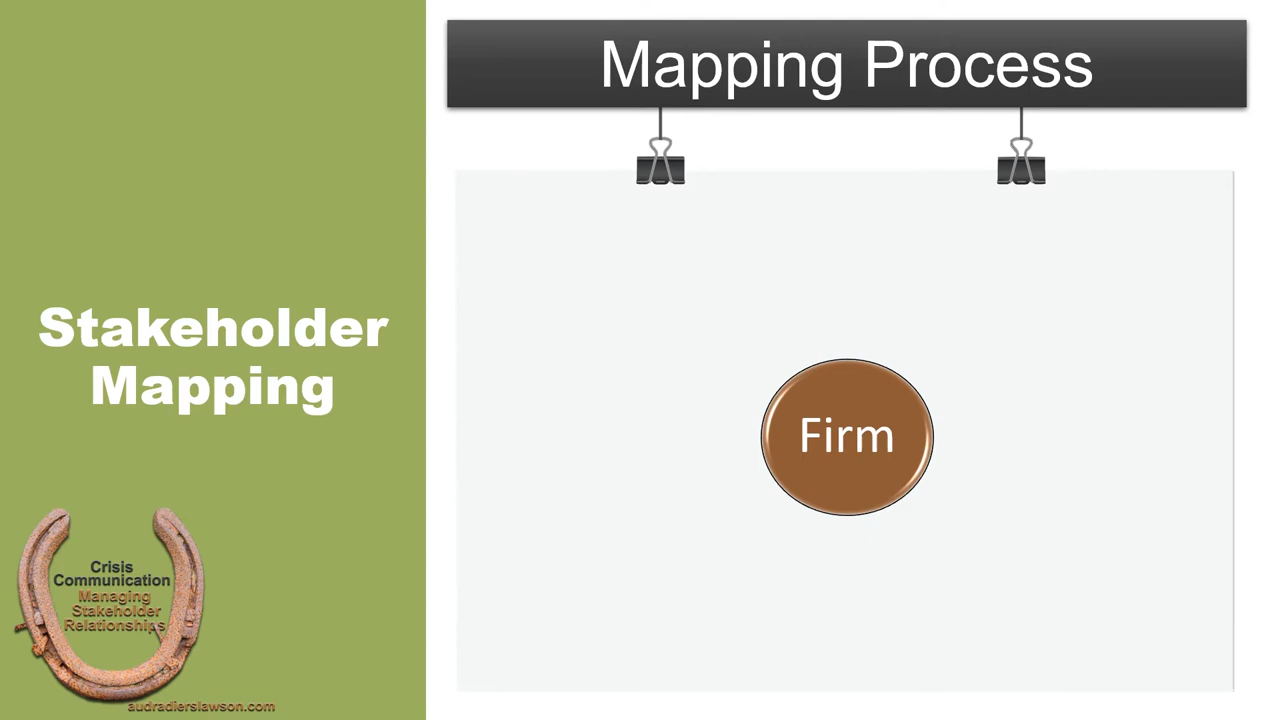 Mapping Process
Stakeholder
Mapping
Firm
Crisis
Communication
Managing
Stakeholder
Relationships
audradierslawson.com